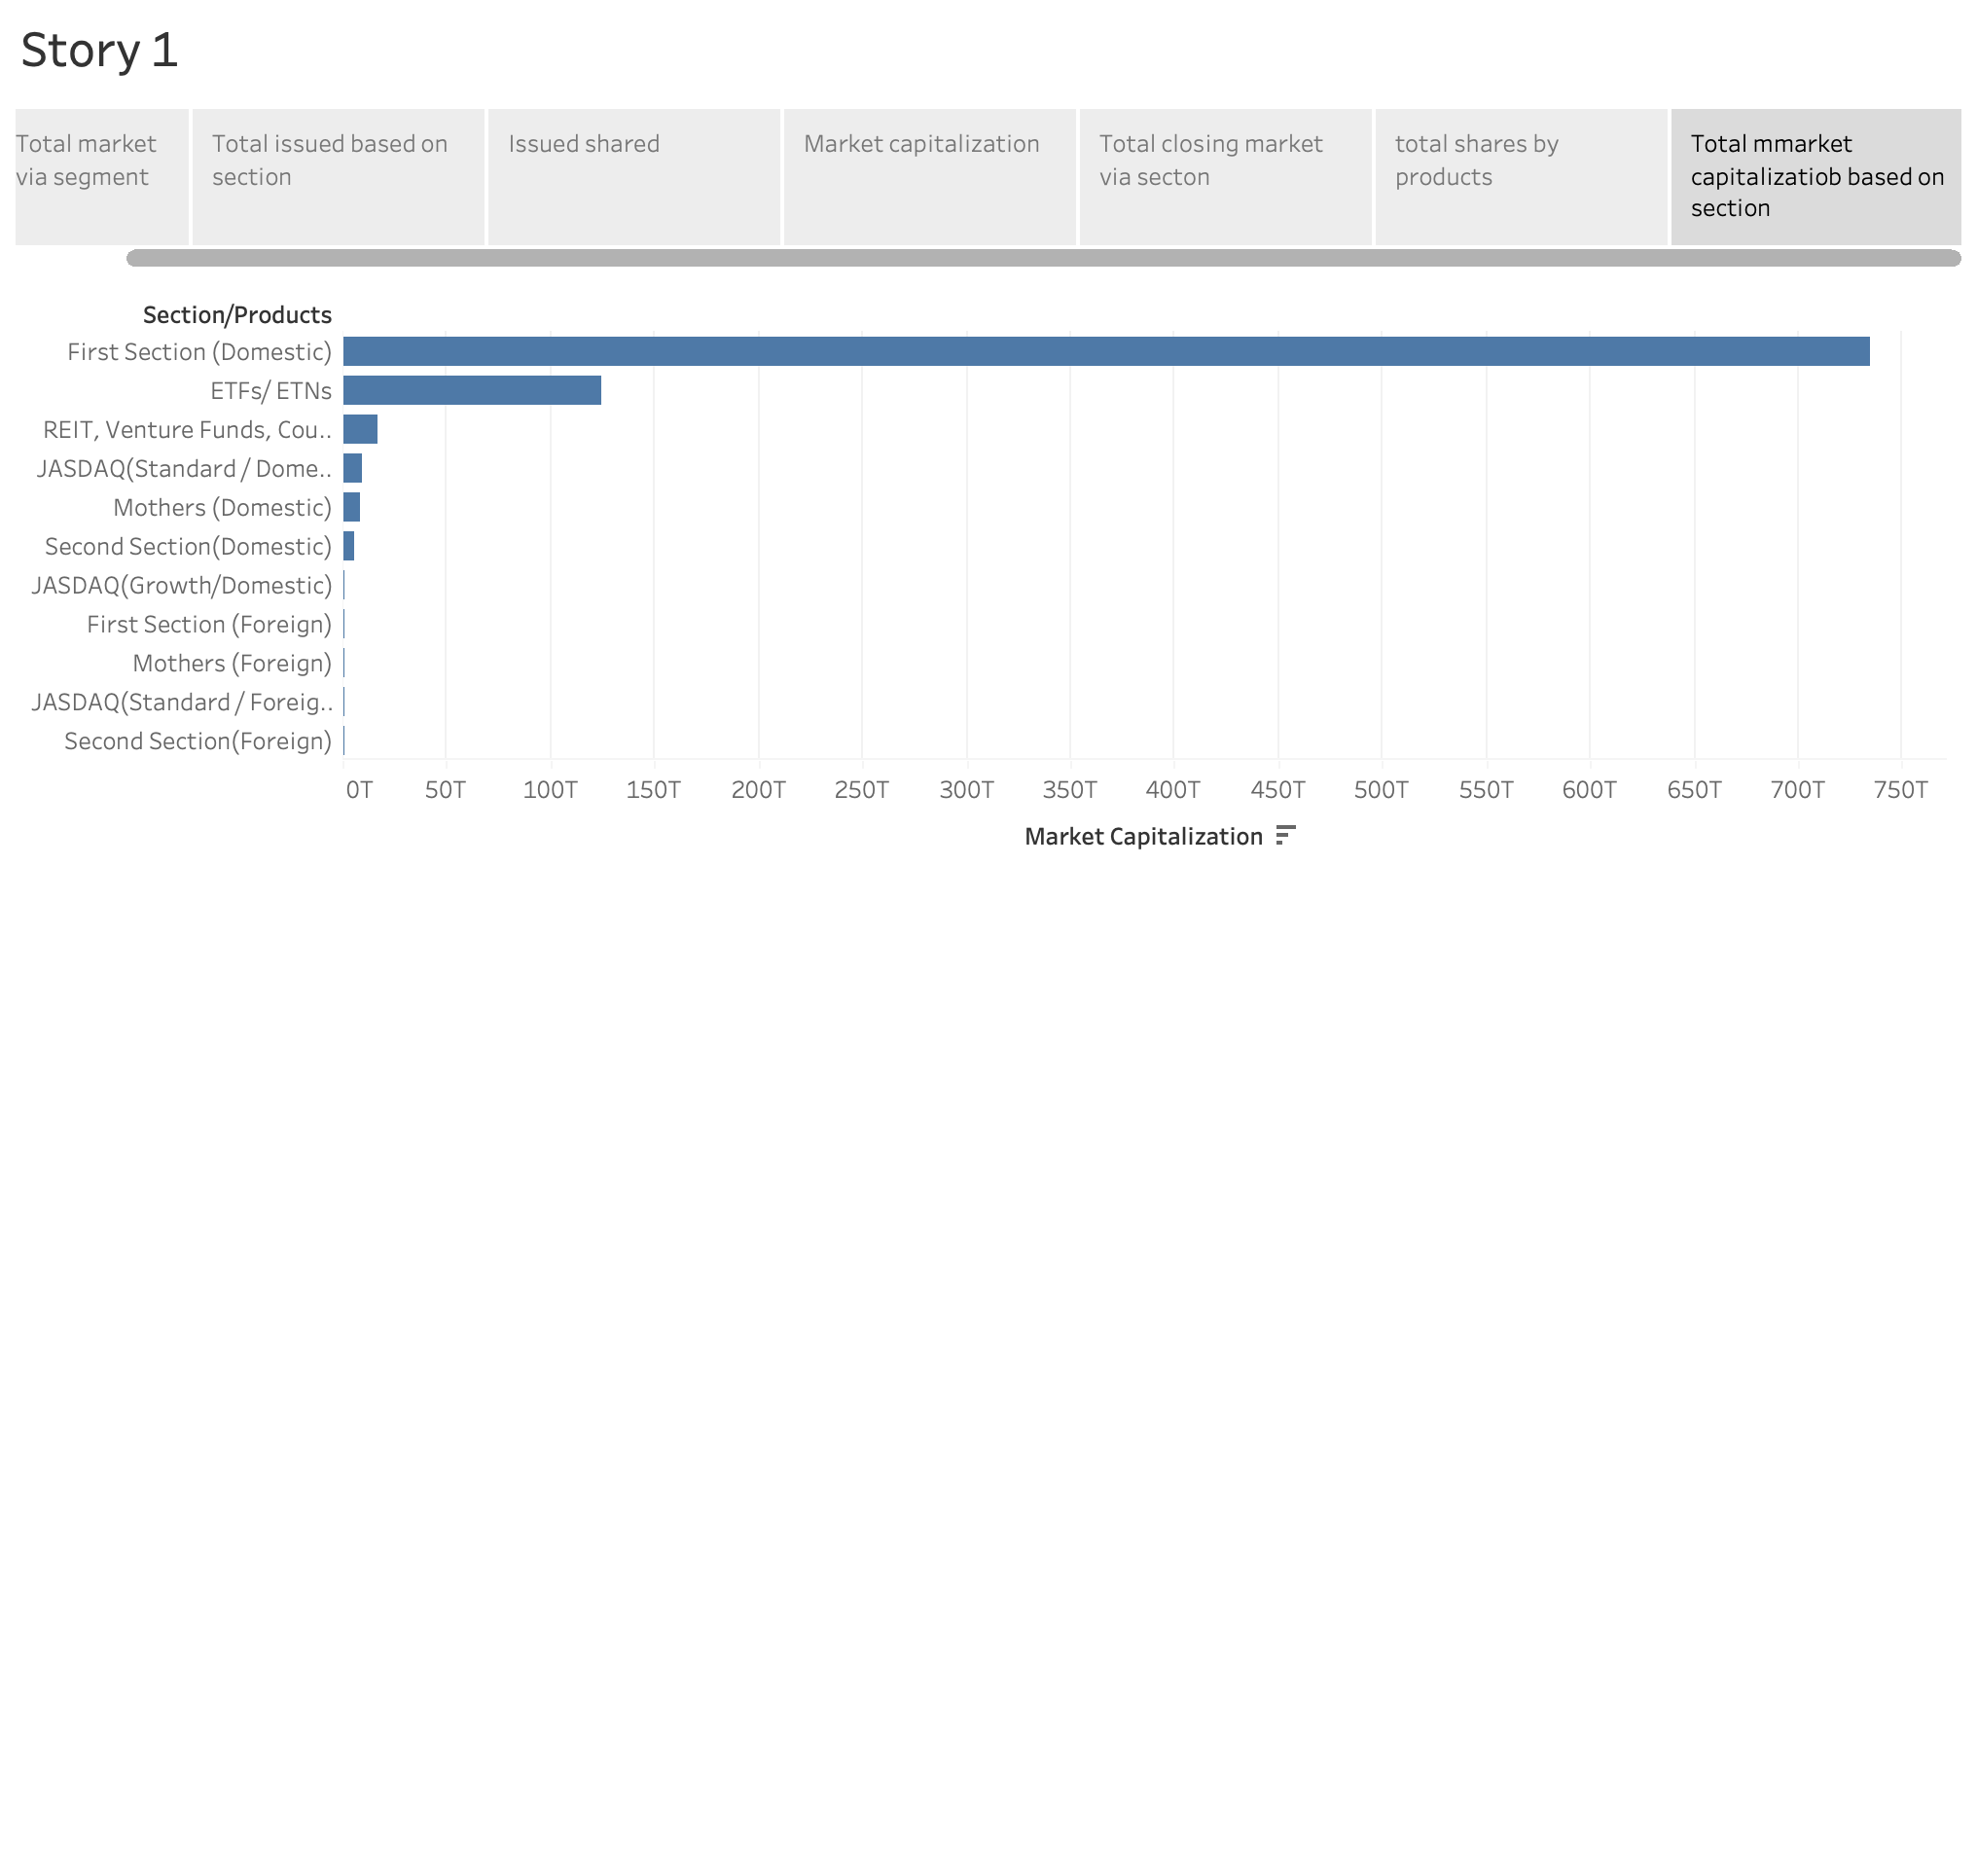 Story 1
Total market
via segment
Total issued based on
section
Issued shared
Market capitalization
Total closing market
via secton
total shares by
products
Total mmarket
capitalizatiob based on
section
Section/Products
First Section (Domestic)
ETFs/ ETNs
REIT, Venture Funds, Cou..
JASDAQ(Standard / Dome..
Mothers (Domestic)
Second Section(Domestic)
JASDAQ(Growth/Domestic)
First Section (Foreign)
Mothers (Foreign)
JASDAQ(Standard / Foreig..
Second Section(Foreign)
0T 50T 100T 150T 200T 250T 300T 350T 400T 450T 500T 550T 600T 650T 700T 750T
Market Capitalization